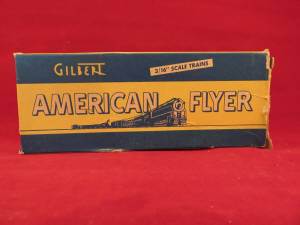 GILBERT
3/16" SCALE TRAINS
AMERICAN FLYER